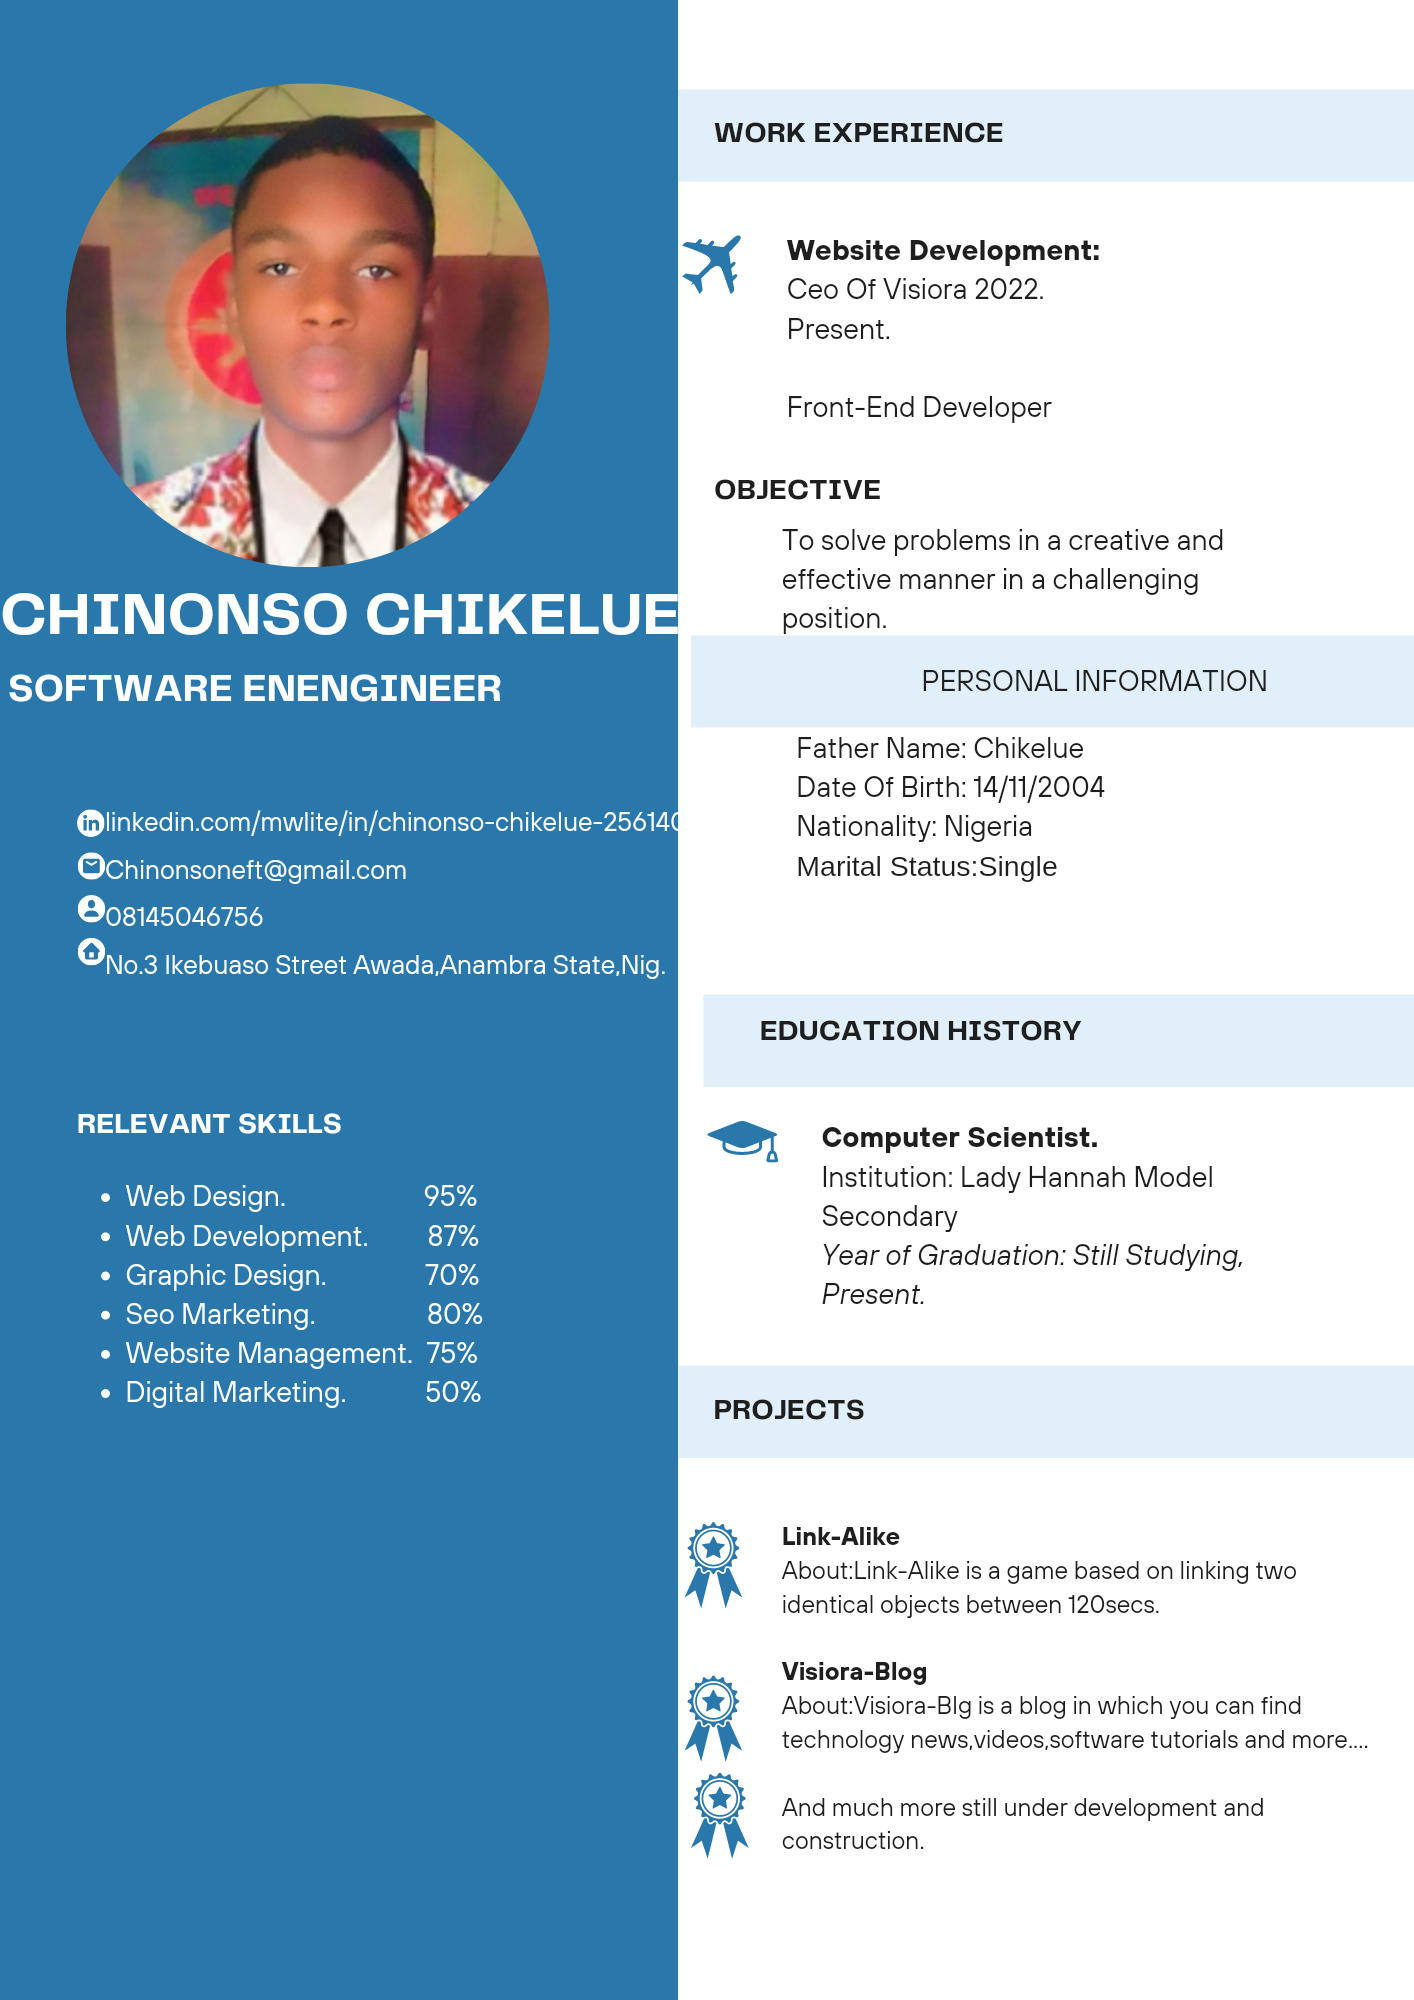 CHINONSO CHIKELUE
SOFTWARE ENENGINEER
linkedin.com/mwlite/in/chinonso-chikelue-25614
Chinonsoneft@gmail.com
08145046756
No.3 Ikebuaso Street Awada,Anambra State,Nig.
RELEVANT SKILLS
• Web Design. 95%
• Web Development. 87%
• Graphic Design. 70%
• Seo Marketing. 80%
• Website Management. 75%
• Digital Marketing. 50%
WORK EXPERIENCE
Website Development:
Ceo Of Visiora 2022.
Present.
Front-End Developer
OBJECTIVE
To solve problems in a creative and
effective manner in a challenging
position.
PERSONAL INFORMATION
Father Name: Chikelue
Date Of Birth: 14/11/2004
Nationality: Nigeria
Marital Status:Single
EDUCATION HISTORY
Computer Scientist.
Institution: Lady Hannah Model
Secondary
Year of Graduation: Still Studying,
Present.
PROJECTS
Link-Alike
About:Link-Alike is a game based on linking two
identical objects between 120secs.
Visiora-Blog
About:Visiora-Blg is a blog in which you can find
technology news,videos,software tutorials and more....
And much more still under development and
construction.